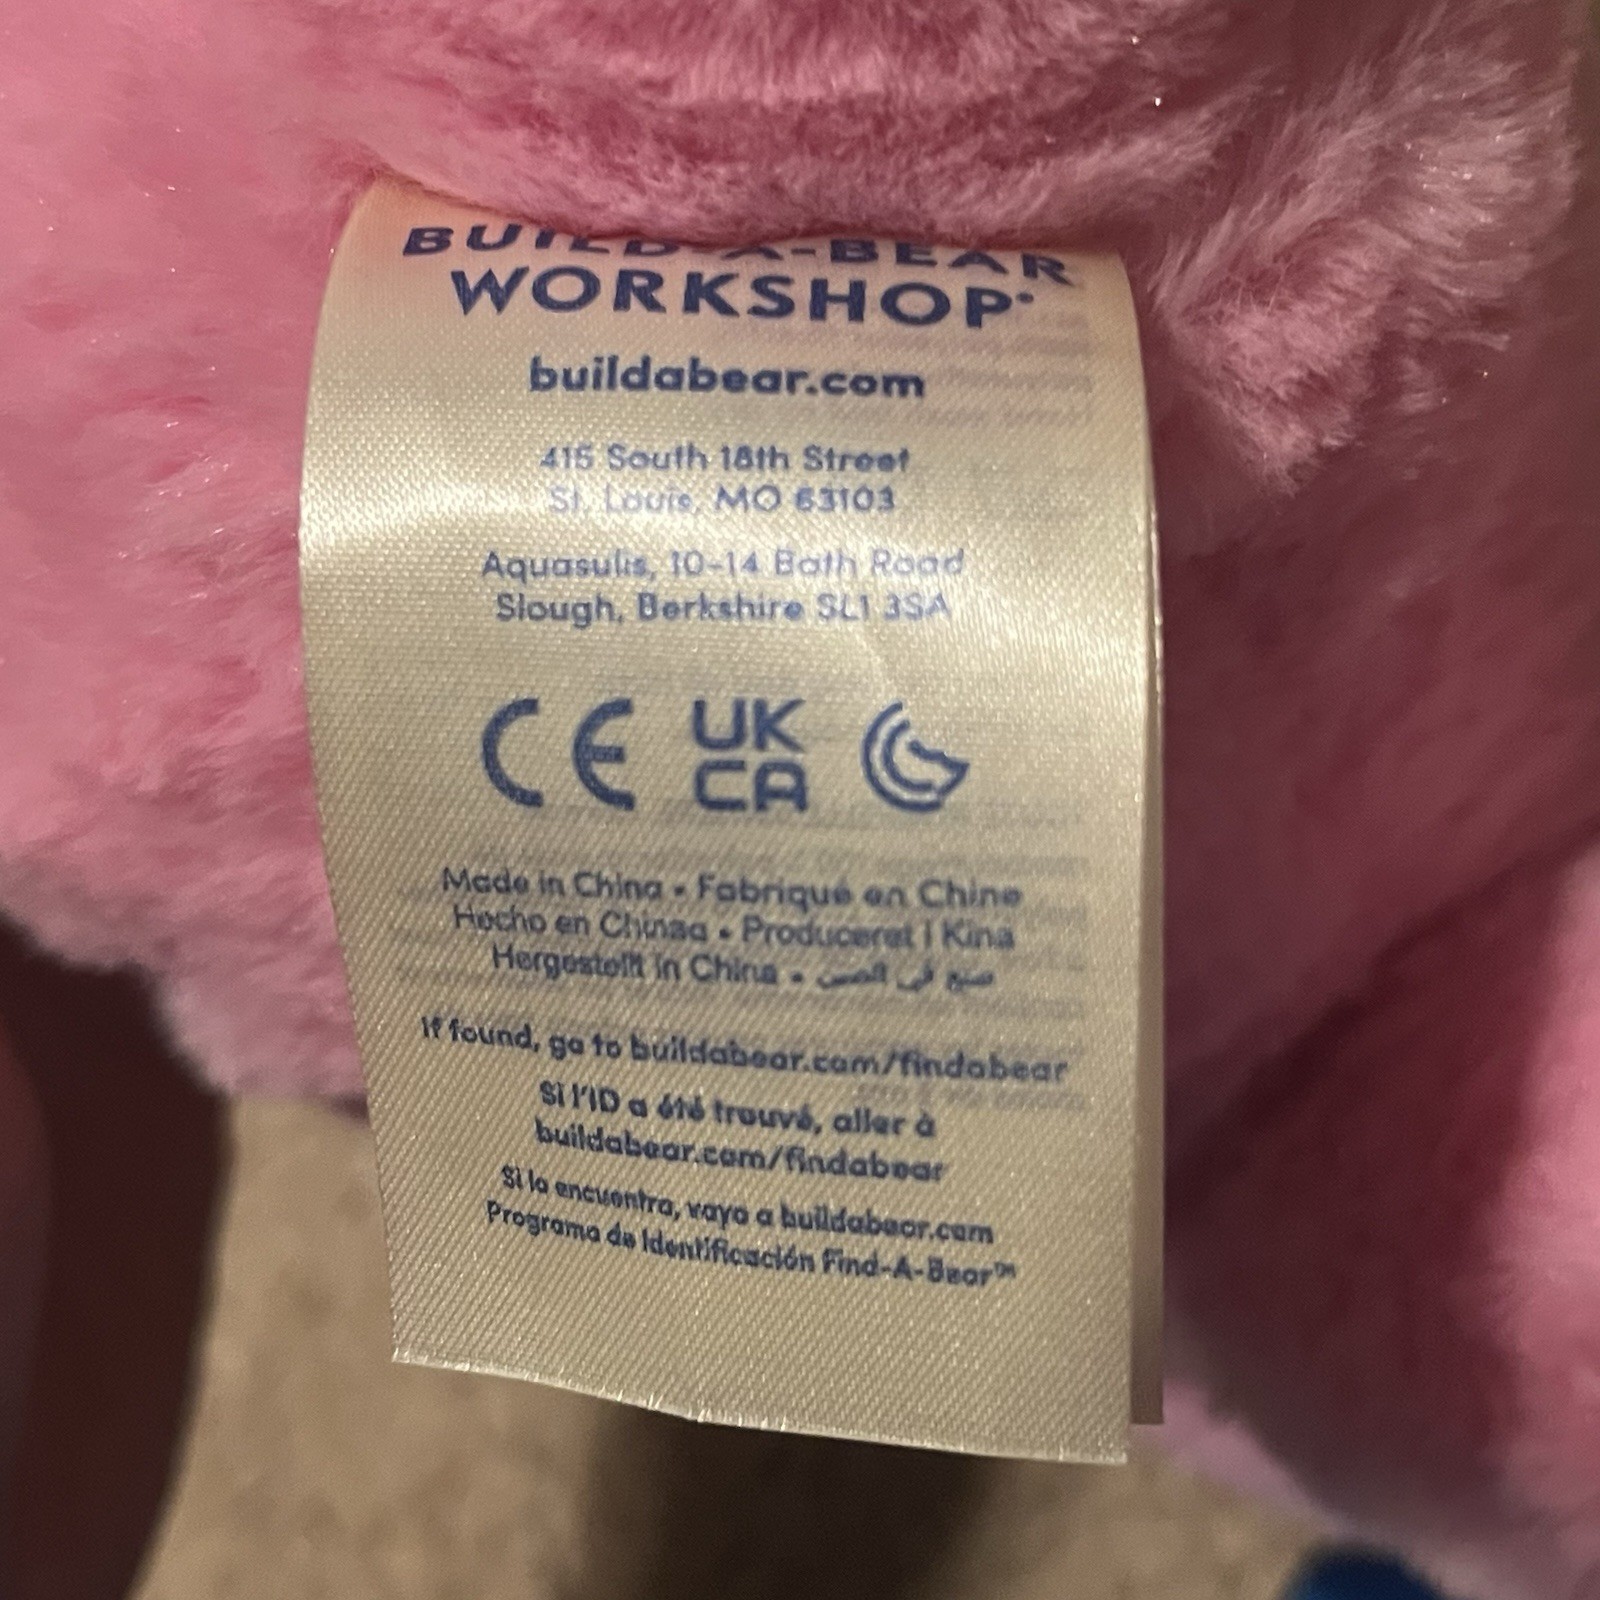 BUILD-A-BEAR
WORKSHOP®
buildabear.com
415 South 18th Street
St. Louis, MO 63103
Aquasulis, 10-14 Bath Road
Slough, Berkshire SL1 3SA
CE UK CA
Made in China • Fabriqué en Chine
Hecho en Chinaa • Produceret i Kina
Hergestellt in China • صنع في الصين
If found, go to buildabear.com/findabear
Si l'ID a été trouvé, aller à
buildabear.com/findabear
Si la encuentra, vaya a buildabear.com
Programa de Identificación Find-A-Bear™